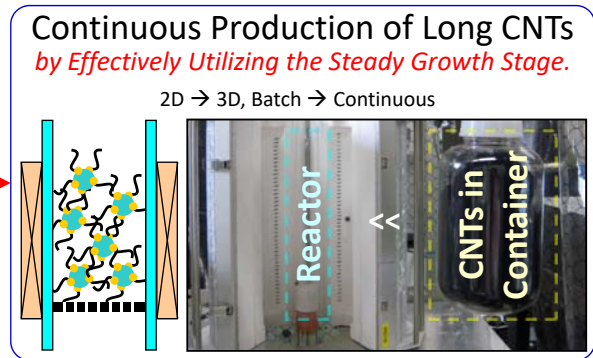 Continuous Production of Long CNTs
by Effectively Utilizing the Steady Growth Stage.
2D → 3D, Batch → Continuous
Reactor
<<
CNTs in
Container